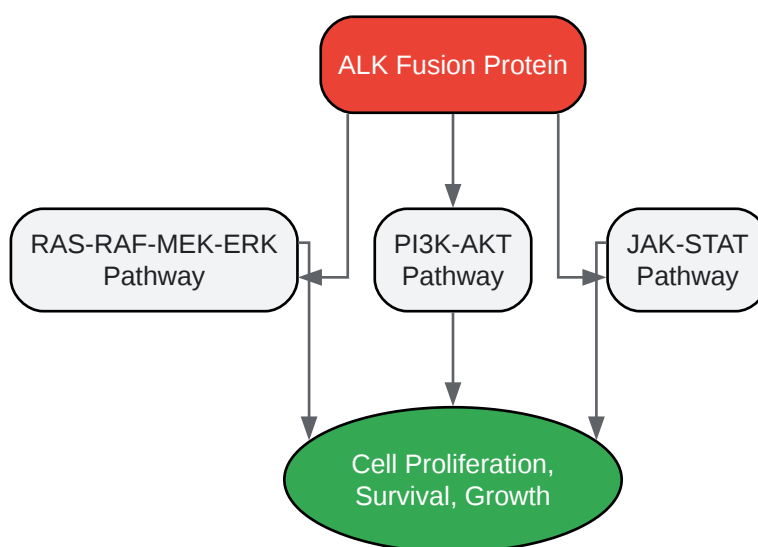 ALK Fusion Protein
RAS-RAF-MEK-ERK
Pathway
PI3K-AKT
Pathway
JAK-STAT
Pathway
Cell Proliferation,
Survival, Growth